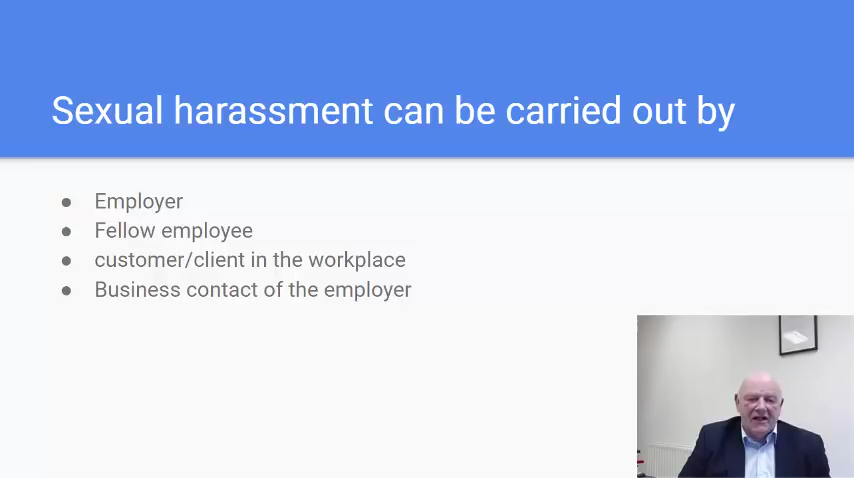 Sexual harassment can be carried out by
● Employer
● Fellow employee
● customer/client in the workplace
● Business contact of the employer